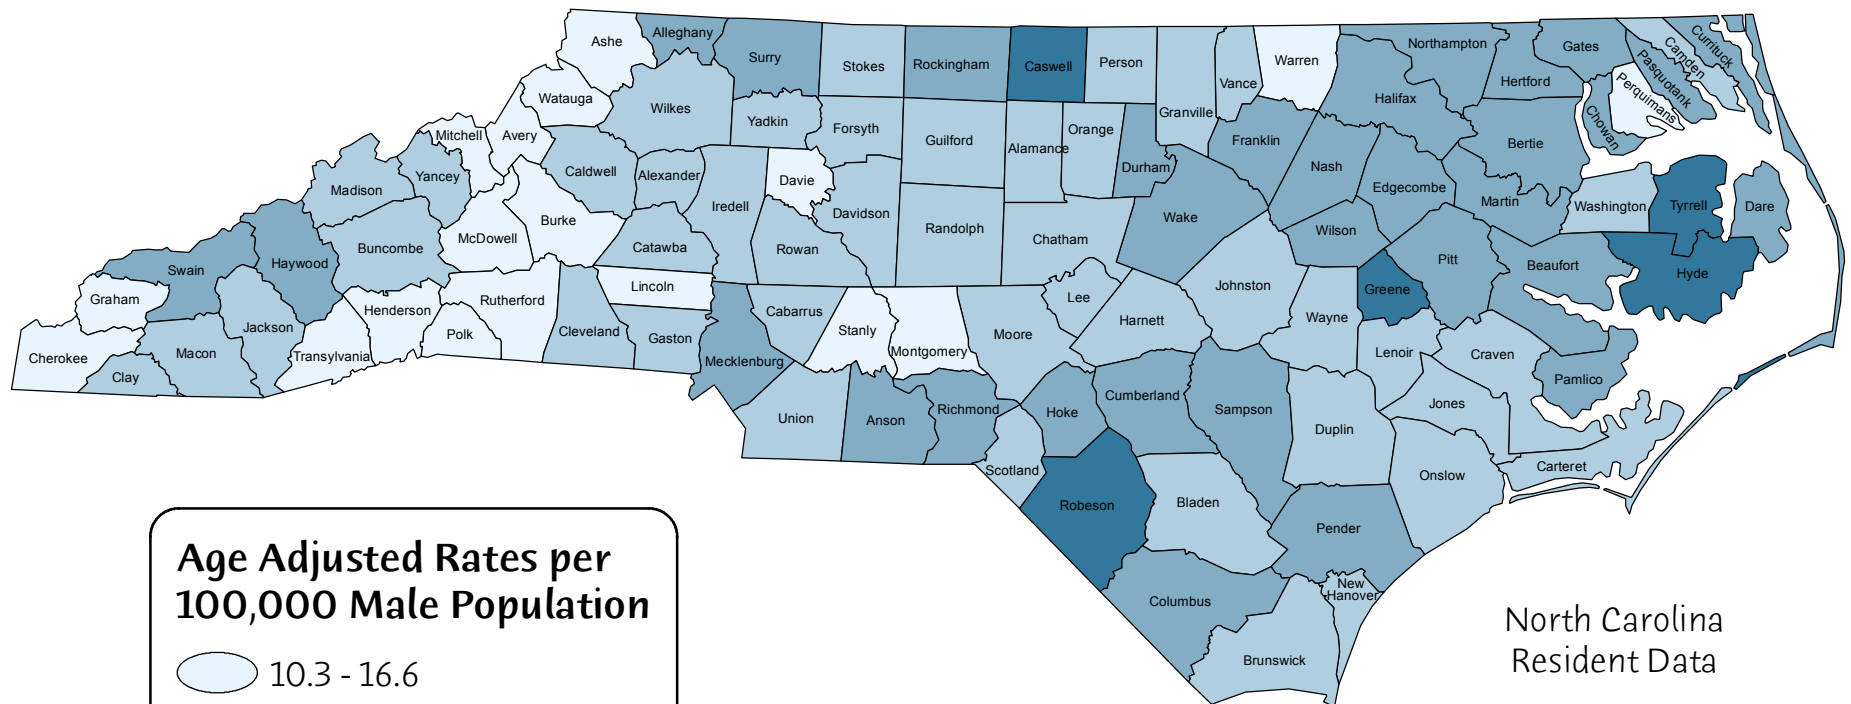 Ashe
Alleghany
Surry
Stokes
Rockingham
Caswell
Person
Vance
Warren
Northampton
Gates
Camden
Currituck
Hertford
Pasquotank
Perquimans
Chowan
Watauga
Wilkes
Yadkin
Forsyth
Guilford
Alamance
Orange
Granville
Franklin
Halifax
Bertie
Mitchell
Avery
Caldwell
Alexander
Davie
Durham
Nash
Edgecombe
Martin
Washington
Tyrrell
Dare
Madison
Yancey
Burke
Iredell
Davidson
Randolph
Chatham
Wake
Wilson
Pitt
Beaufort
Hyde
Swain
Haywood
Buncombe
McDowell
Catawba
Rowan
Graham
Henderson
Rutherford
Lincoln
Cabarrus
Stanly
Montgomery
Moore
Lee
Harnett
Johnston
Wayne
Greene
Cherokee
Clay
Macon
Jackson
Transylvania
Polk
Cleveland
Gaston
Mecklenburg
Lenoir
Craven
Pamlico
Union
Anson
Richmond
Hoke
Cumberland
Sampson
Duplin
Jones
Scotland
Robeson
Bladen
Onslow
Carteret
Pender
Columbus
New
Hanover
Brunswick
Age Adjusted Rates per
100,000 Male Population
10.3 - 16.6
North Carolina
Resident Data